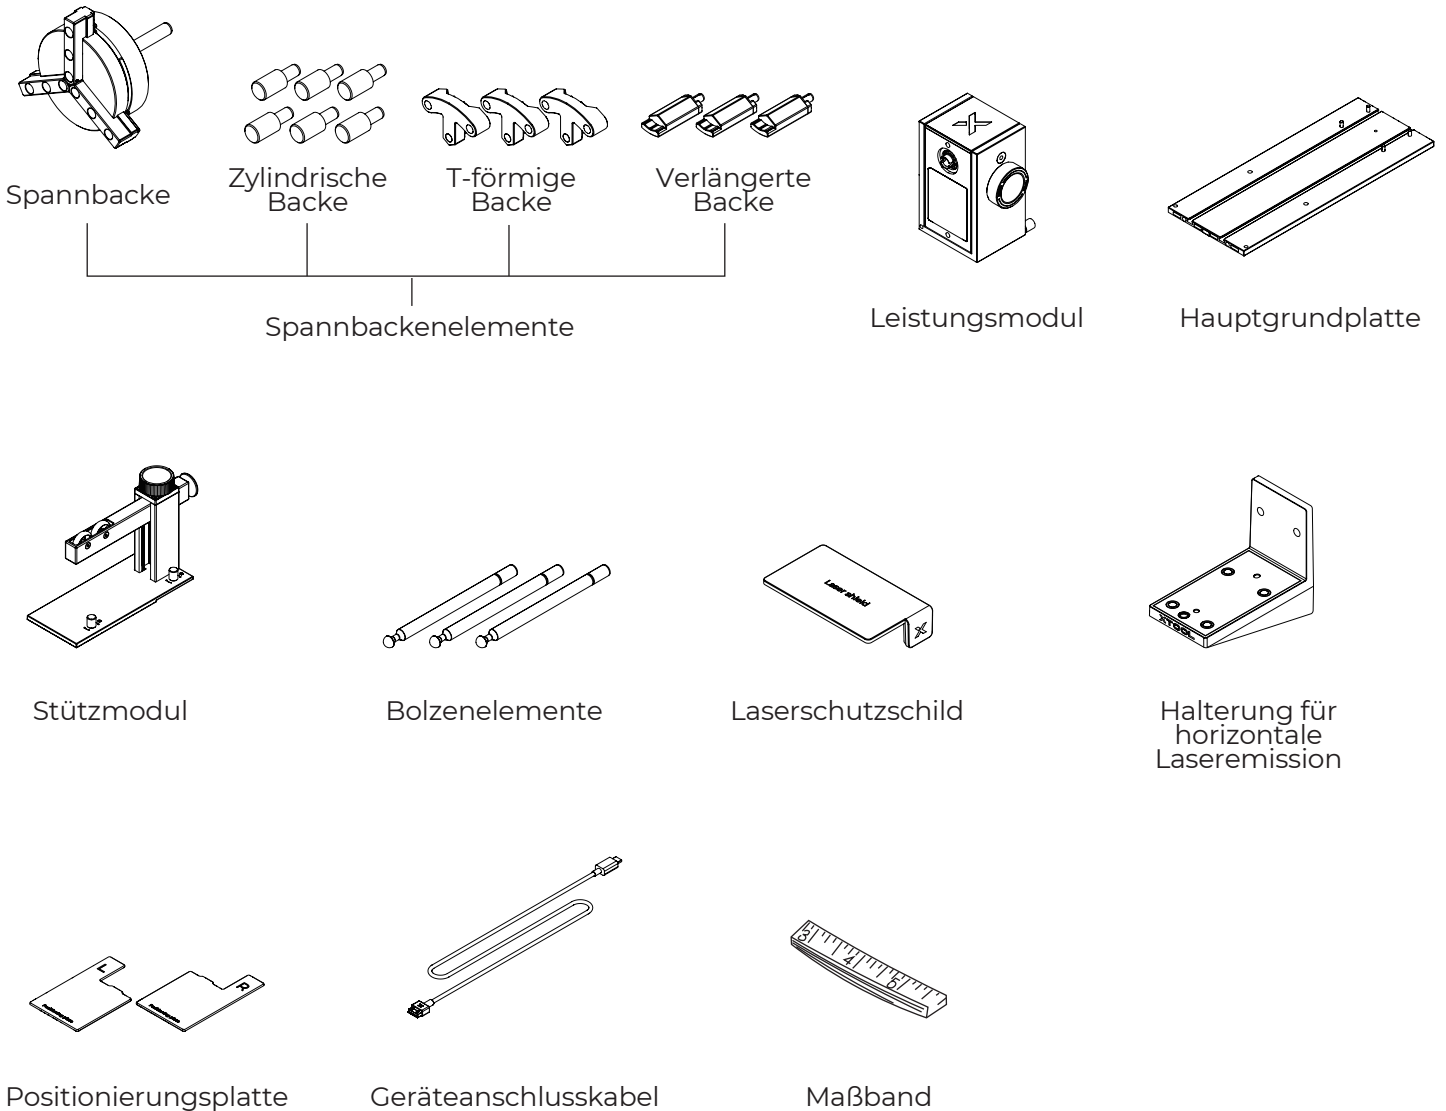 Spannbacke
Zylindrische
Backe
T-förmige
Backe
Verlängerte
Backe
Spannbackenelemente
Leistungsmodul
Hauptgrundplatte
Stützmodul
Bolzenelemente
Laser shield
Laserschutzschild
XTOOL
Halterung für
horizontale
Laseremission
L
R
Positionierungsplatte
Geräteanschlusskabel
3
4
5
Maßband